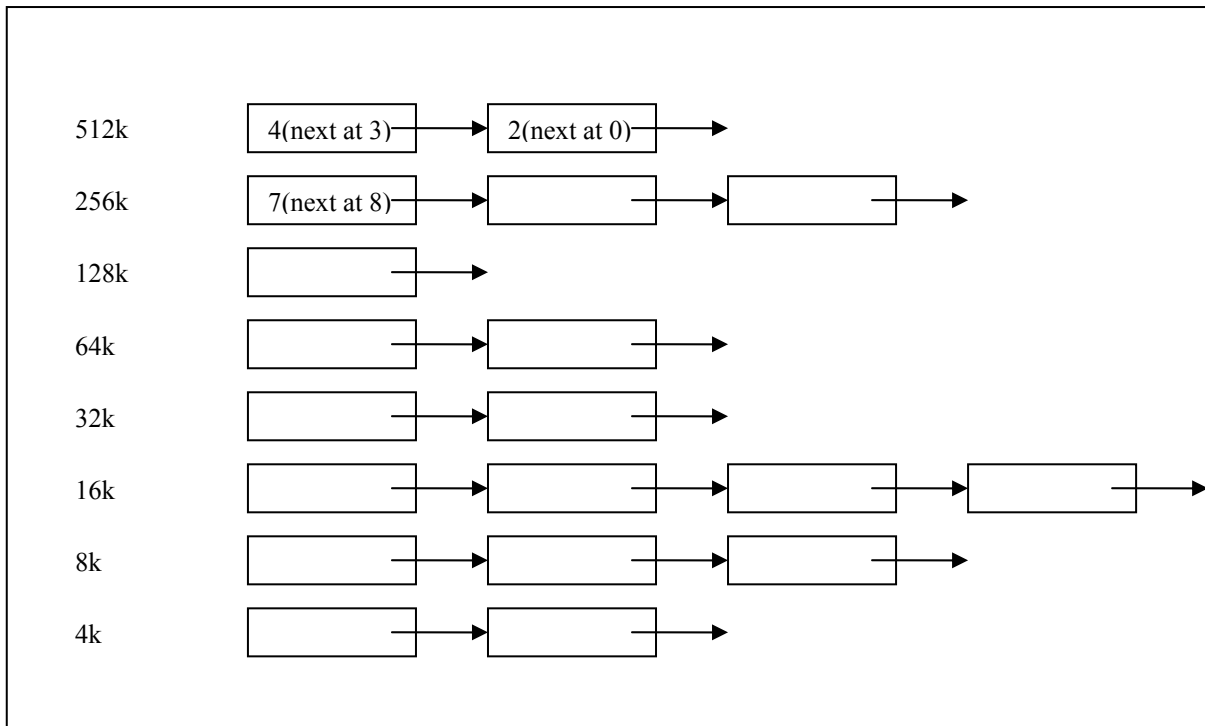 512k 4(next at 3) 2(next at 0)
256k 7(next at 8)
128k
64k
32k
16k
8k
4k